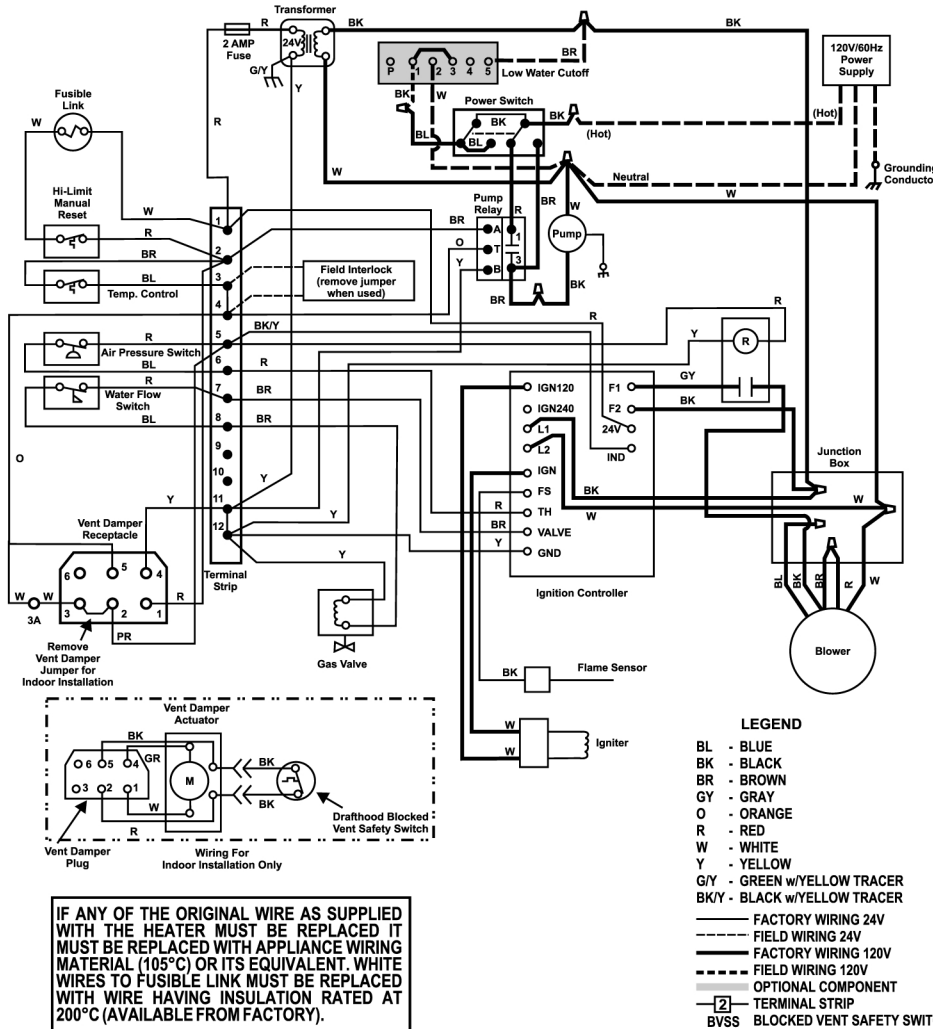 Transformer
R
BK
2 AMP
Fuse
24V
G/Y
Y
BR
P 1 2 3 4 5
Low Water Cutoff
120V/60Hz
Power
Supply
Fusible
Link
W
R
BK
W
Power Switch
BK
BL
BL
BK
(Hot)
(Hot)
Neutral
W
W
Grounding
Conducto
Hi-Limit
Manual
Reset
W
R
BR
BL
Temp. Control
Pump
Relay
R
BR
W
Pump
BR
O
Y
A
T
B
1
3
BR
BK
Field Interlock
(remove jumper
when used)
1
2
3
4
5
6
7
8
9
10
11
12
Terminal
Strip
R
Air Pressure Switch
BL
R
Water Flow
Switch
BL
BK/Y
R
BR
BR
R
R
Y
R
GY
BK
IGN120
IGN240
L1
L2
IGN
FS
TH
VALVE
GND
F1
F2
24V
IND
Ignition Controller
BK
W
R
BR
Y
Junction
Box
W
O
Y
Y
Y
Y
Vent Damper
Receptacle
6 5 4
3 2 1
W W
3A
R
PR
Remove
Vent Damper
Jumper for
Indoor Installation
Gas Valve
BL
BK
BR
R
W
Blower
BK
Flame Sensor
W
W
Igniter
Vent Damper
Actuator
BK
6 5 4
GR
3 2 1
W
R
M
BK
BK
Drafthood Blocked
Vent Safety Switch
Vent Damper
Plug
Wiring For
Indoor Installation Only
IF ANY OF THE ORIGINAL WIRE AS SUPPLIED
WITH THE HEATER MUST BE REPLACED IT
MUST BE REPLACED WITH APPLIANCE WIRING
MATERIAL (105°C) OR ITS EQUIVALENT. WHITE
WIRES TO FUSIBLE LINK MUST BE REPLACED
WITH WIRE HAVING INSULATION RATED AT
200°C (AVAILABLE FROM FACTORY).
LEGEND
BL - BLUE
BK - BLACK
BR - BROWN
GY - GRAY
O - ORANGE
R - RED
W - WHITE
Y - YELLOW
G/Y - GREEN w/YELLOW TRACER
BK/Y - BLACK w/YELLOW TRACER
FACTORY WIRING 24V
FIELD WIRING 24V
FACTORY WIRING 120V
FIELD WIRING 120V
OPTIONAL COMPONENT
2 TERMINAL STRIP
BVSS BLOCKED VENT SAFETY SWIT